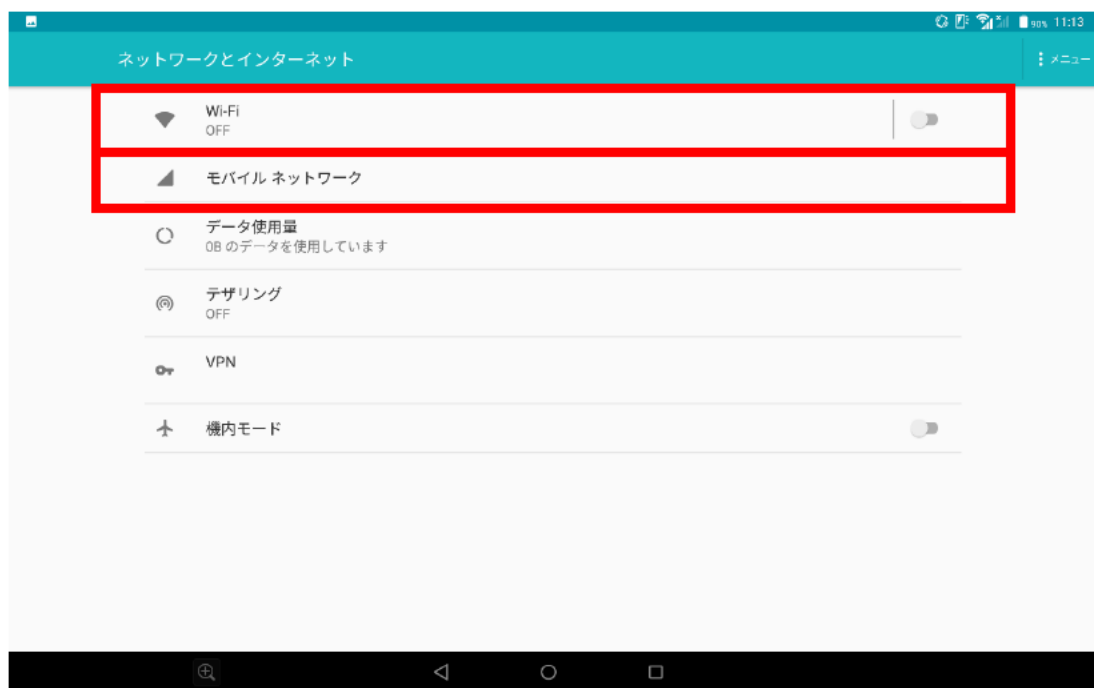 90% 11:13
ネットワークとインターネット
メニュー
Wi-Fi
OFF
モバイル ネットワーク
データ使用量
0B のデータを使用しています
テザリング
OFF
VPN
機内モード